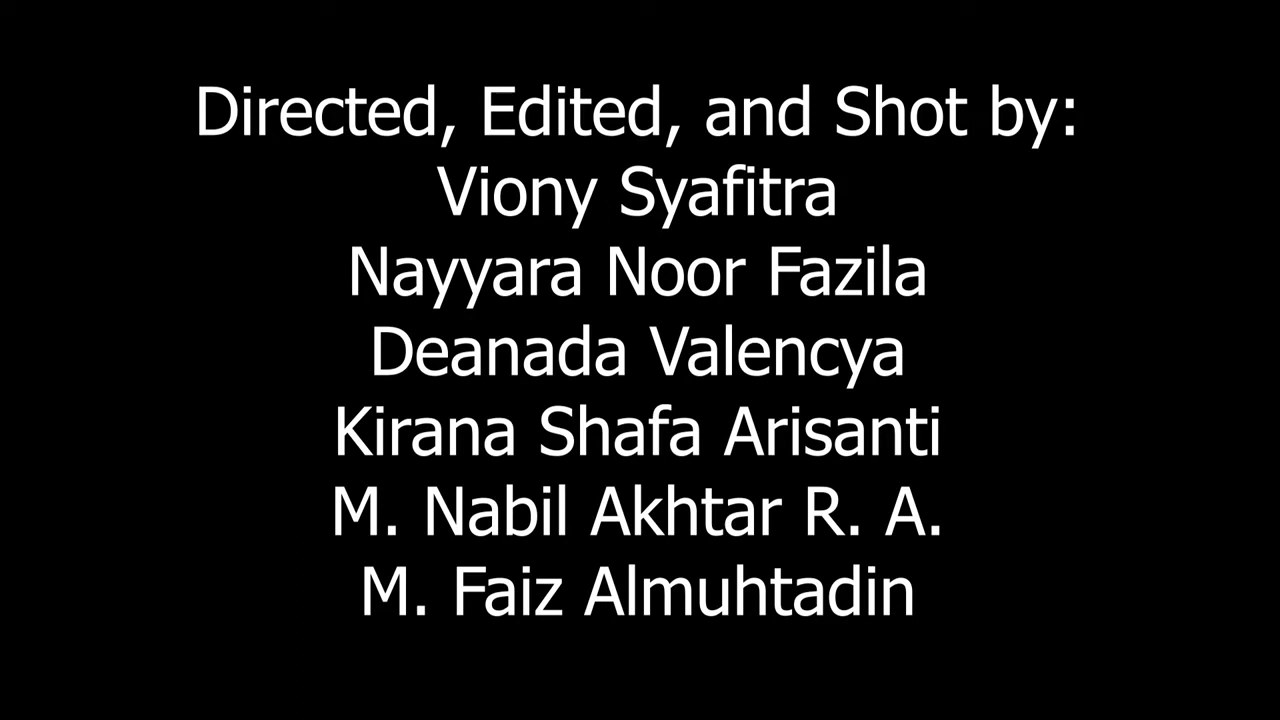 Directed, Edited, and Shot by:
Viony Syafitra
Nayyara Noor Fazila
Deanada Valencya
Kirana Shafa Arisanti
M. Nabil Akhtar R. A.
M. Faiz Almuhtadin